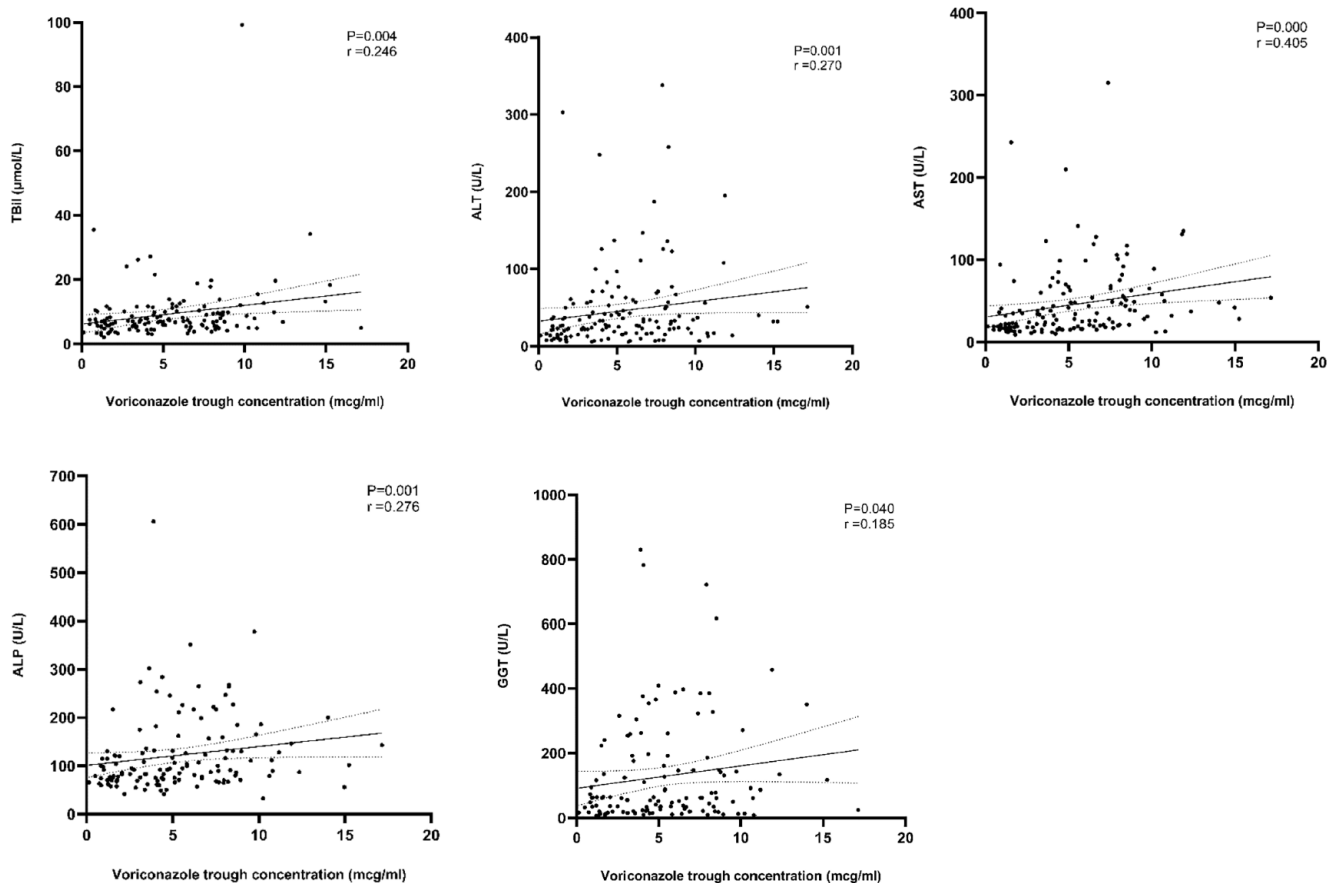 P=0.004
r =0.246
100
80
60
40
20
0
TBil (μmol/L)
0 5 10 15 20
Voriconazole trough concentration (mcg/ml)
P=0.001
r =0.270
400
300
200
100
0
ALT (U/L)
0 5 10 15 20
Voriconazole trough concentration (mcg/ml)
P=0.000
r =0.405
400
300
200
100
0
AST (U/L)
0 5 10 15 20
Voriconazole trough concentration (mcg/ml)
P=0.001
r =0.276
700
600
500
400
300
200
100
0
ALP (U/L)
0 5 10 15 20
Voriconazole trough concentration (mcg/ml)
P=0.040
r =0.185
1000
800
600
400
200
0
GGT (U/L)
0 5 10 15 20
Voriconazole trough concentration (mcg/ml)